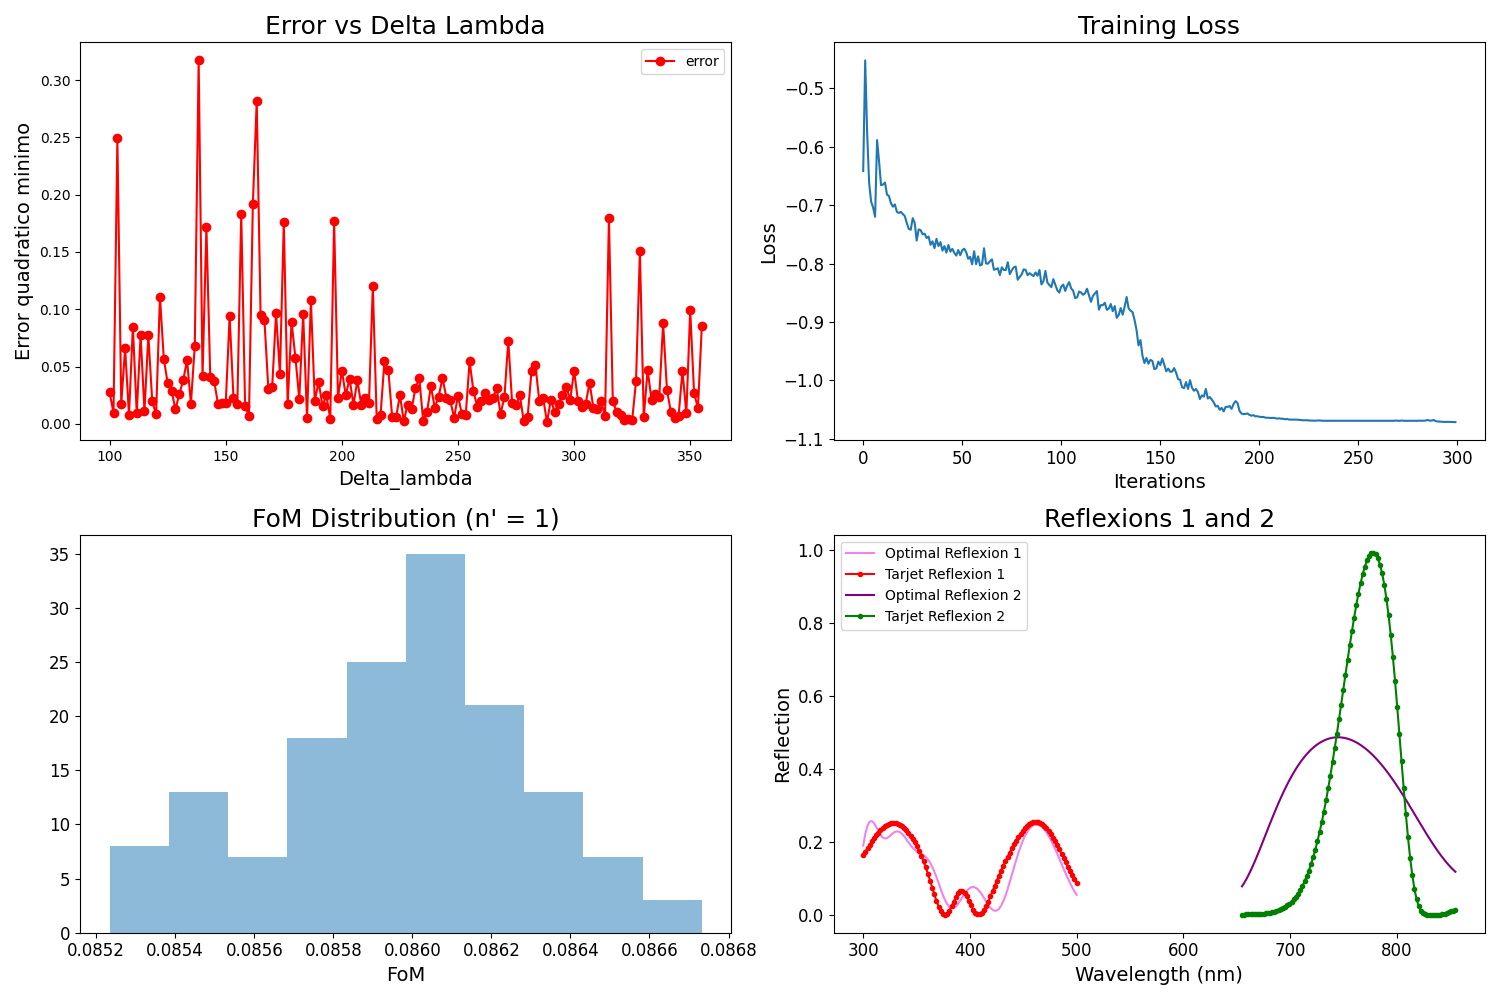 Error vs Delta Lambda
error
Error quadratico minimo
0.30
0.25
0.20
0.15
0.10
0.05
0.00
100 150 200 250 300 350
Delta_lambda
Training Loss
Loss
−0.5
−0.6
−0.7
−0.8
−0.9
−1.0
−1.1
0 50 100 150 200 250 300
Iterations
FoM Distribution (n' = 1)
35
30
25
20
15
10
5
0
0.0852 0.0854 0.0856 0.0858 0.0860 0.0862 0.0864 0.0866 0.0868
FoM
Reflexions 1 and 2
Optimal Reflexion 1
Tarjet Reflexion 1
Optimal Reflexion 2
Tarjet Reflexion 2
Reflection
1.0
0.8
0.6
0.4
0.2
0.0
300 400 500 600 700 800
Wavelength (nm)